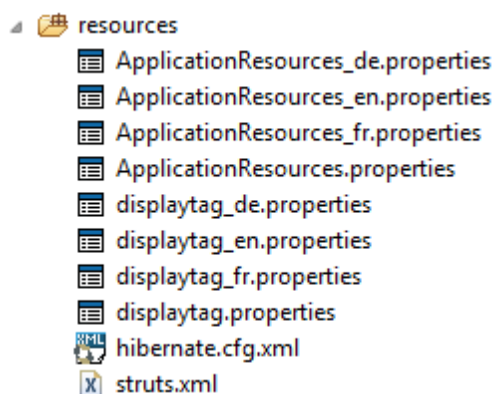 resources
ApplicationResources_de.properties
ApplicationResources_en.properties
ApplicationResources_fr.properties
ApplicationResources.properties
displaytag_de.properties
displaytag_en.properties
displaytag_fr.properties
displaytag.properties
hibernate.cfg.xml
struts.xml